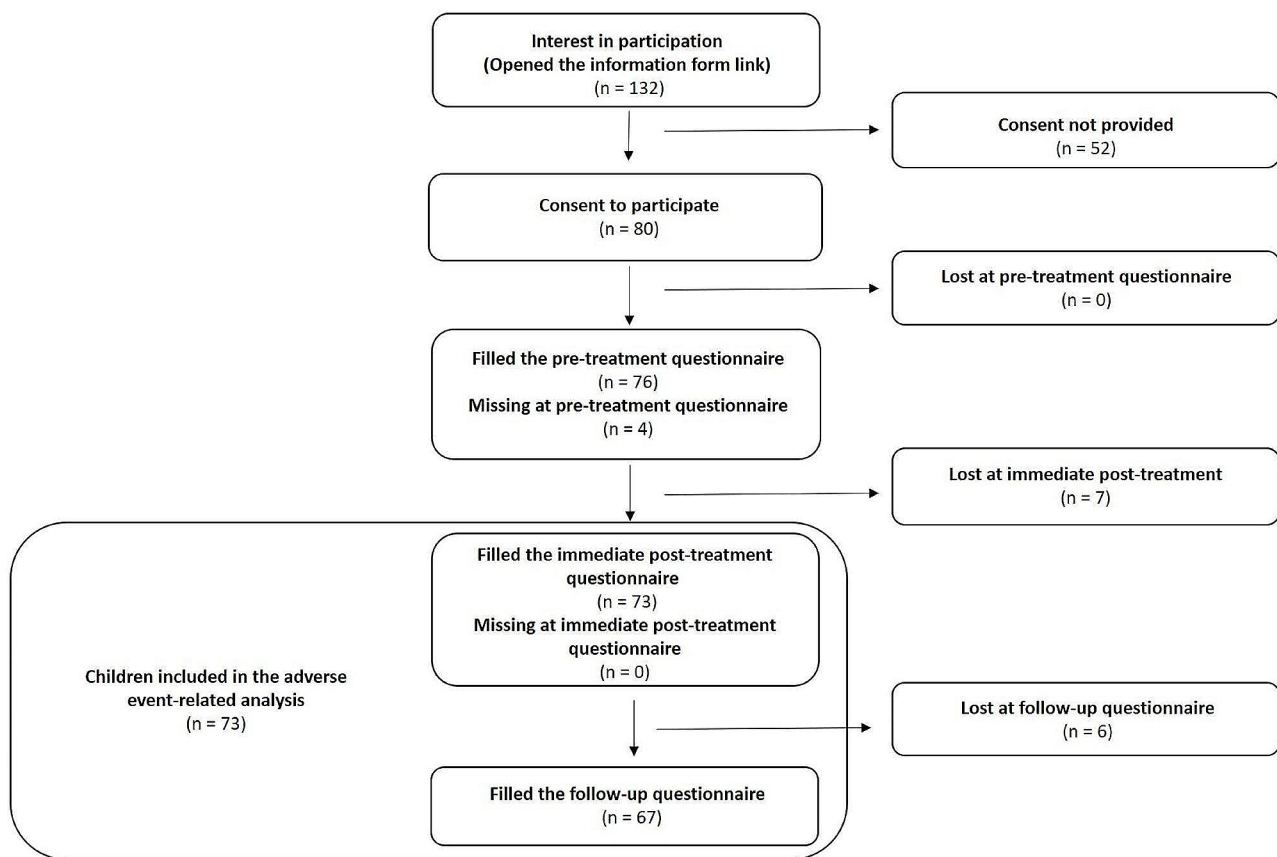 Interest in participation
(Opened the information form link)
(n = 132)
Consent not provided
(n = 52)
Consent to participate
(n = 80)
Lost at pre-treatment questionnaire
(n = 0)
Filled the pre-treatment questionnaire
(n = 76)
Missing at pre-treatment questionnaire
(n = 4)
Lost at immediate post-treatment
(n = 7)
Filled the immediate post-treatment
questionnaire
(n = 73)
Missing at immediate post-treatment
questionnaire
(n = 0)
Children included in the adverse
event-related analysis
(n = 73)
Lost at follow-up questionnaire
(n = 6)
Filled the follow-up questionnaire
(n = 67)